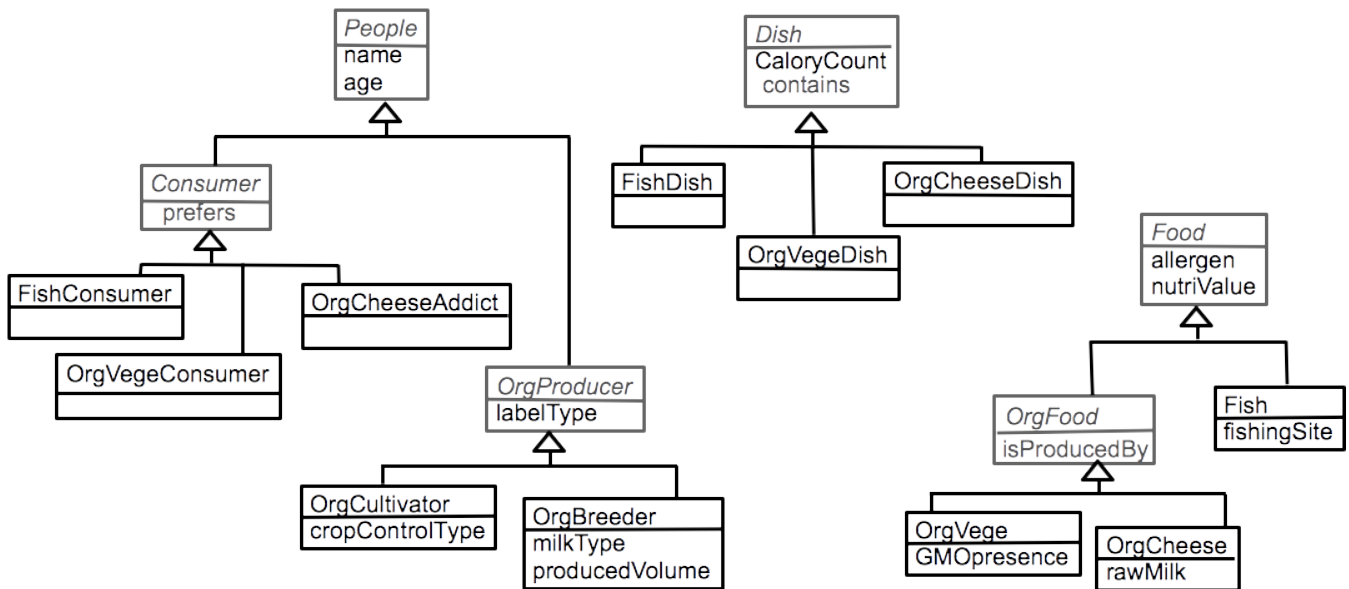 People
name
age
Dish
CaloryCount
contains
Consumer
prefers
FishDish
OrgCheeseDish
OrgVegeDish
Food
allergen
nutriValue
FishConsumer
OrgCheeseAddict
OrgVegeConsumer
OrgProducer
labelType
OrgFood
isProducedBy
Fish
fishingSite
OrgCultivator
cropControlType
OrgBreeder
milkType
producedVolume
OrgVege
GMOpresence
OrgCheese
rawMilk